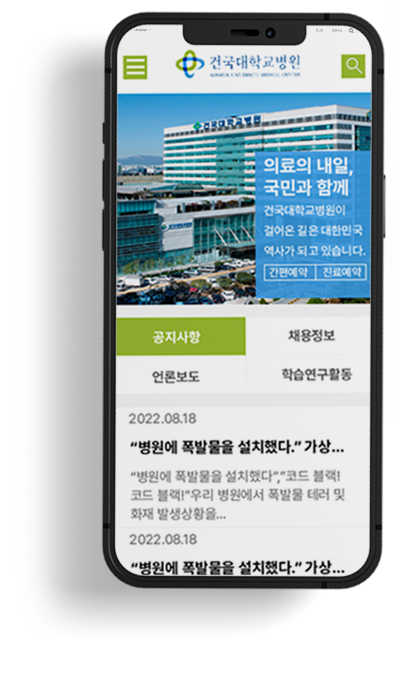 건국대학교병원
KONKUK UNIVERSITY MEDICAL CENTER
건국대학교병원
의료의 내일,
국민과 함께
건국대학교병원이
걸어온 길은 대한민국
역사가 되고 있습니다.
간편예약 진료예약
공지사항 채용정보
언론보도 학습연구활동
2022.08.18
“병원에 폭발물을 설치했다.” 가상...
“병원에 폭발물을 설치했다”,“코드 블랙!
코드 블랙!”우리 병원에서 폭발물 테러 및
화재 발생상황을...
2022.08.18
“병원에 폭발물을 설치했다.” 가상...